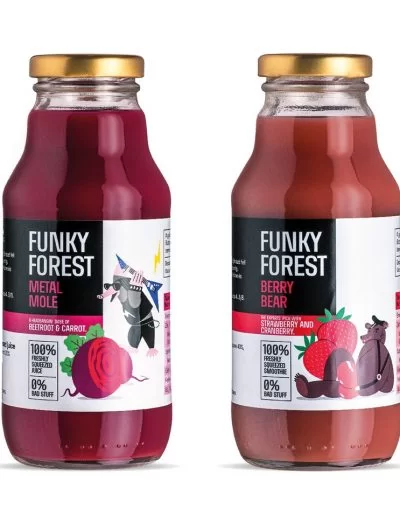 FUNKY
FOREST
METAL
MOLE
BEETROOT & CARROT.
100%
FRESHLY
SQUEEZED
JUICE
0%
BAD STUFF
FUNKY
FOREST
BERRY
BEAR
STRAWBERRY AND
CRANBERRY.
100%
FRESHLY
SQUEEZED
SMOOTHIE
0%
BAD STUFF